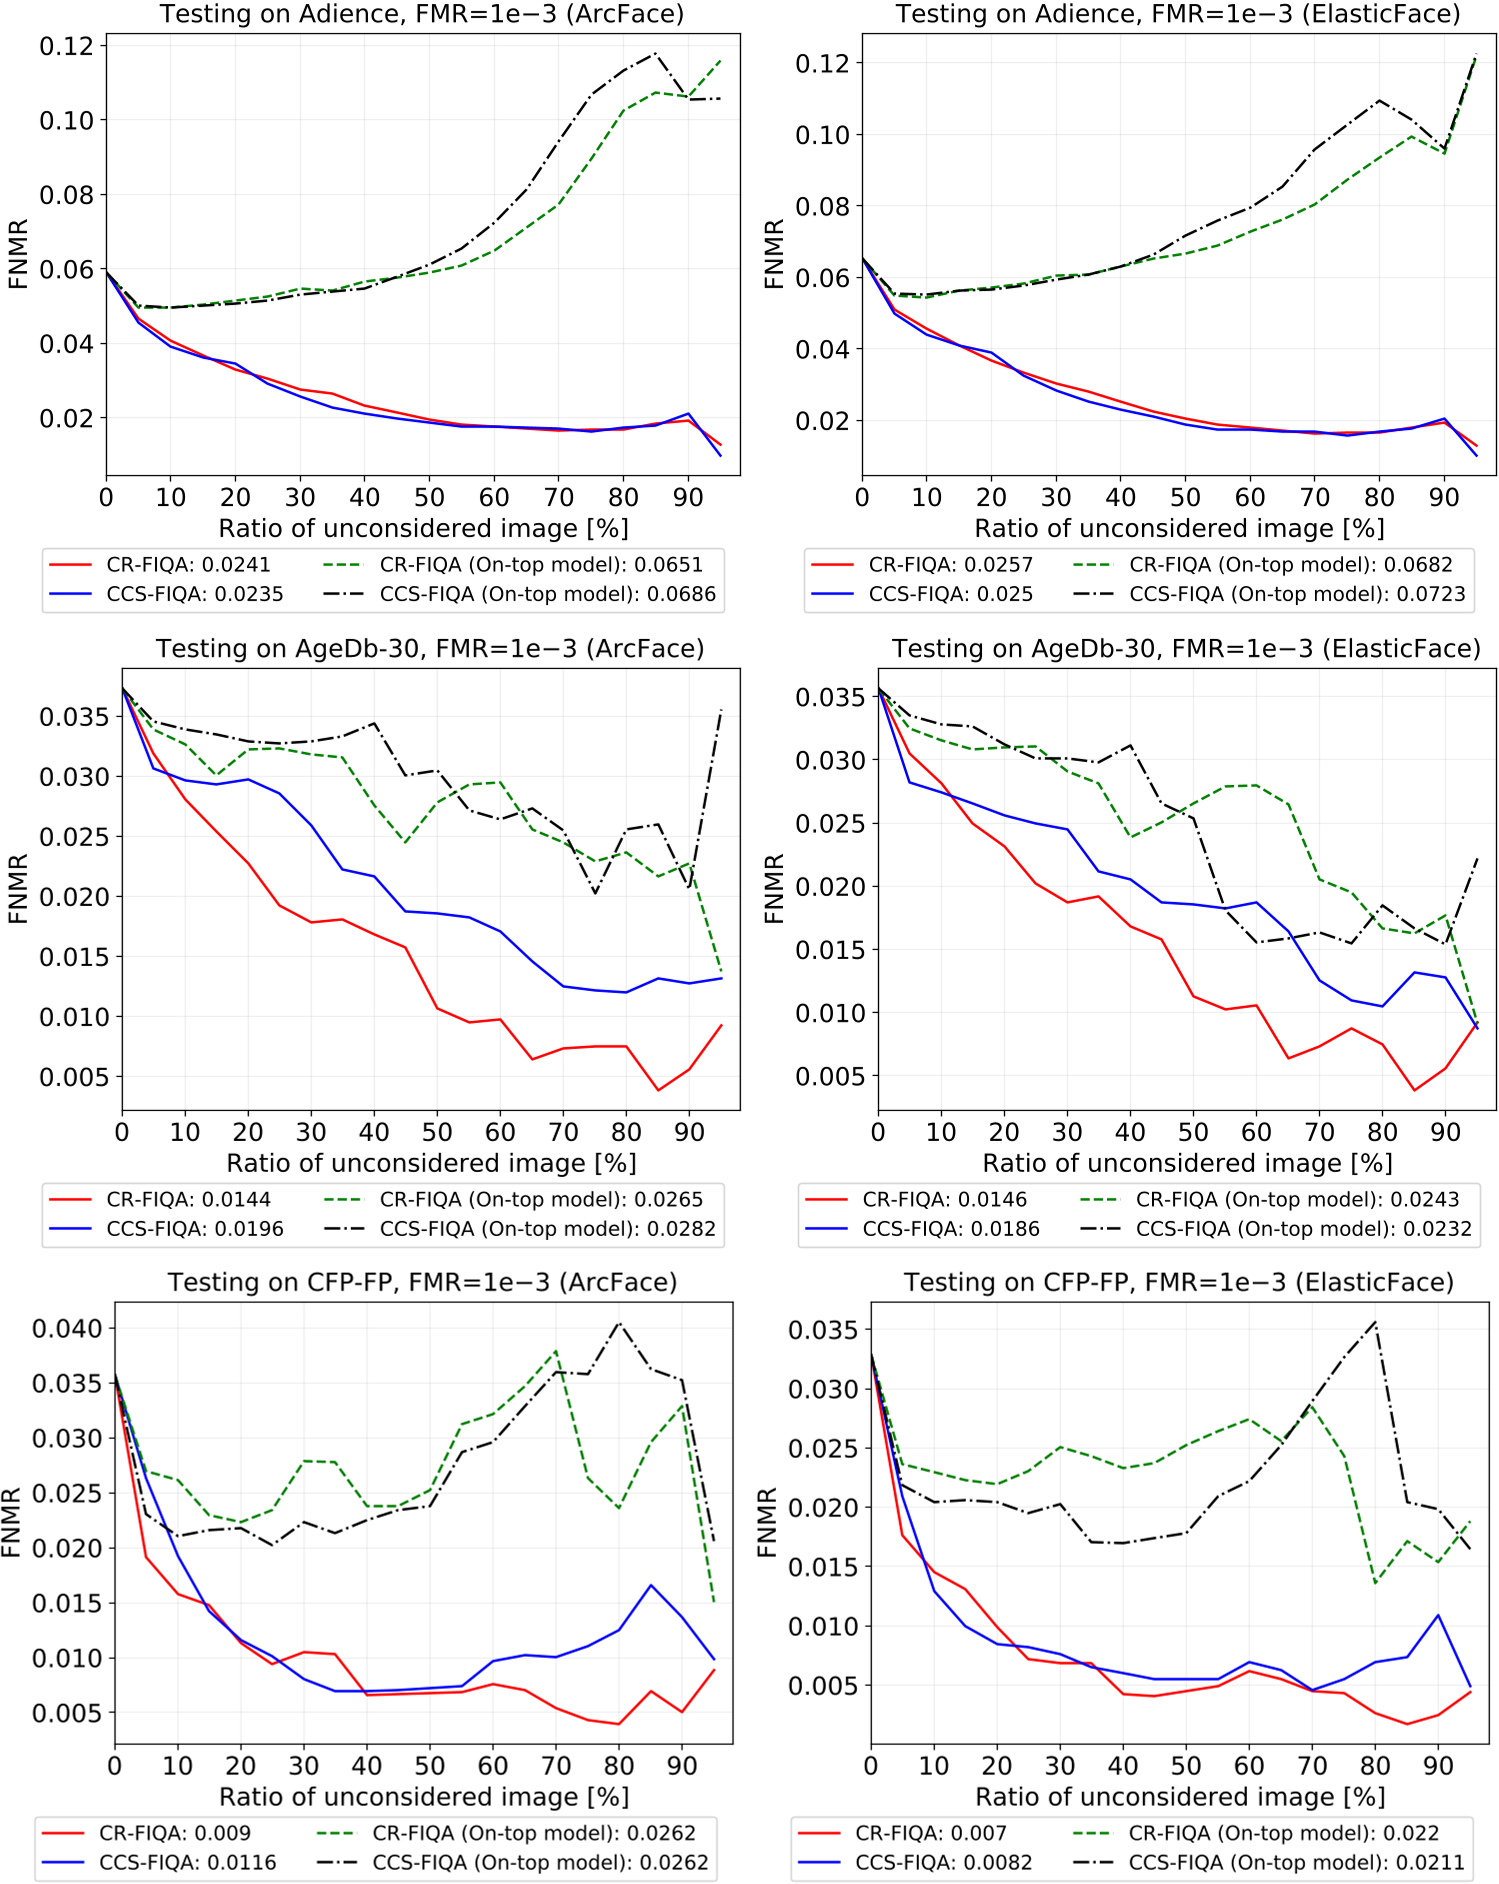 Testing on Adience, FMR=1e−3 (ArcFace)
FNMR
0.12
0.10
0.08
0.06
0.04
0.02
0 10 20 30 40 50 60 70 80 90
Ratio of unconsidered image [%]
CR-FIQA: 0.0241
CCS-FIQA: 0.0235
CR-FIQA (On-top model): 0.0651
CCS-FIQA (On-top model): 0.0686
Testing on Adience, FMR=1e−3 (ElasticFace)
FNMR
0.12
0.10
0.08
0.06
0.04
0.02
0 10 20 30 40 50 60 70 80 90
Ratio of unconsidered image [%]
CR-FIQA: 0.0257
CCS-FIQA: 0.025
CR-FIQA (On-top model): 0.0682
CCS-FIQA (On-top model): 0.0723
Testing on AgeDb-30, FMR=1e−3 (ArcFace)
FNMR
0.035
0.030
0.025
0.020
0.015
0.010
0.005
0 10 20 30 40 50 60 70 80 90
Ratio of unconsidered image [%]
CR-FIQA: 0.0144
CCS-FIQA: 0.0196
CR-FIQA (On-top model): 0.0265
CCS-FIQA (On-top model): 0.0282
Testing on AgeDb-30, FMR=1e−3 (ElasticFace)
FNMR
0.035
0.030
0.025
0.020
0.015
0.010
0.005
0 10 20 30 40 50 60 70 80 90
Ratio of unconsidered image [%]
CR-FIQA: 0.0146
CCS-FIQA: 0.0186
CR-FIQA (On-top model): 0.0243
CCS-FIQA (On-top model): 0.0232
Testing on CFP-FP, FMR=1e−3 (ArcFace)
FNMR
0.040
0.035
0.030
0.025
0.020
0.015
0.010
0.005
0 10 20 30 40 50 60 70 80 90
Ratio of unconsidered image [%]
CR-FIQA: 0.009
CCS-FIQA: 0.0116
CR-FIQA (On-top model): 0.0262
CCS-FIQA (On-top model): 0.0262
Testing on CFP-FP, FMR=1e−3 (ElasticFace)
FNMR
0.035
0.030
0.025
0.020
0.015
0.010
0.005
0 10 20 30 40 50 60 70 80 90
Ratio of unconsidered image [%]
CR-FIQA: 0.007
CCS-FIQA: 0.0082
CR-FIQA (On-top model): 0.022
CCS-FIQA (On-top model): 0.0211